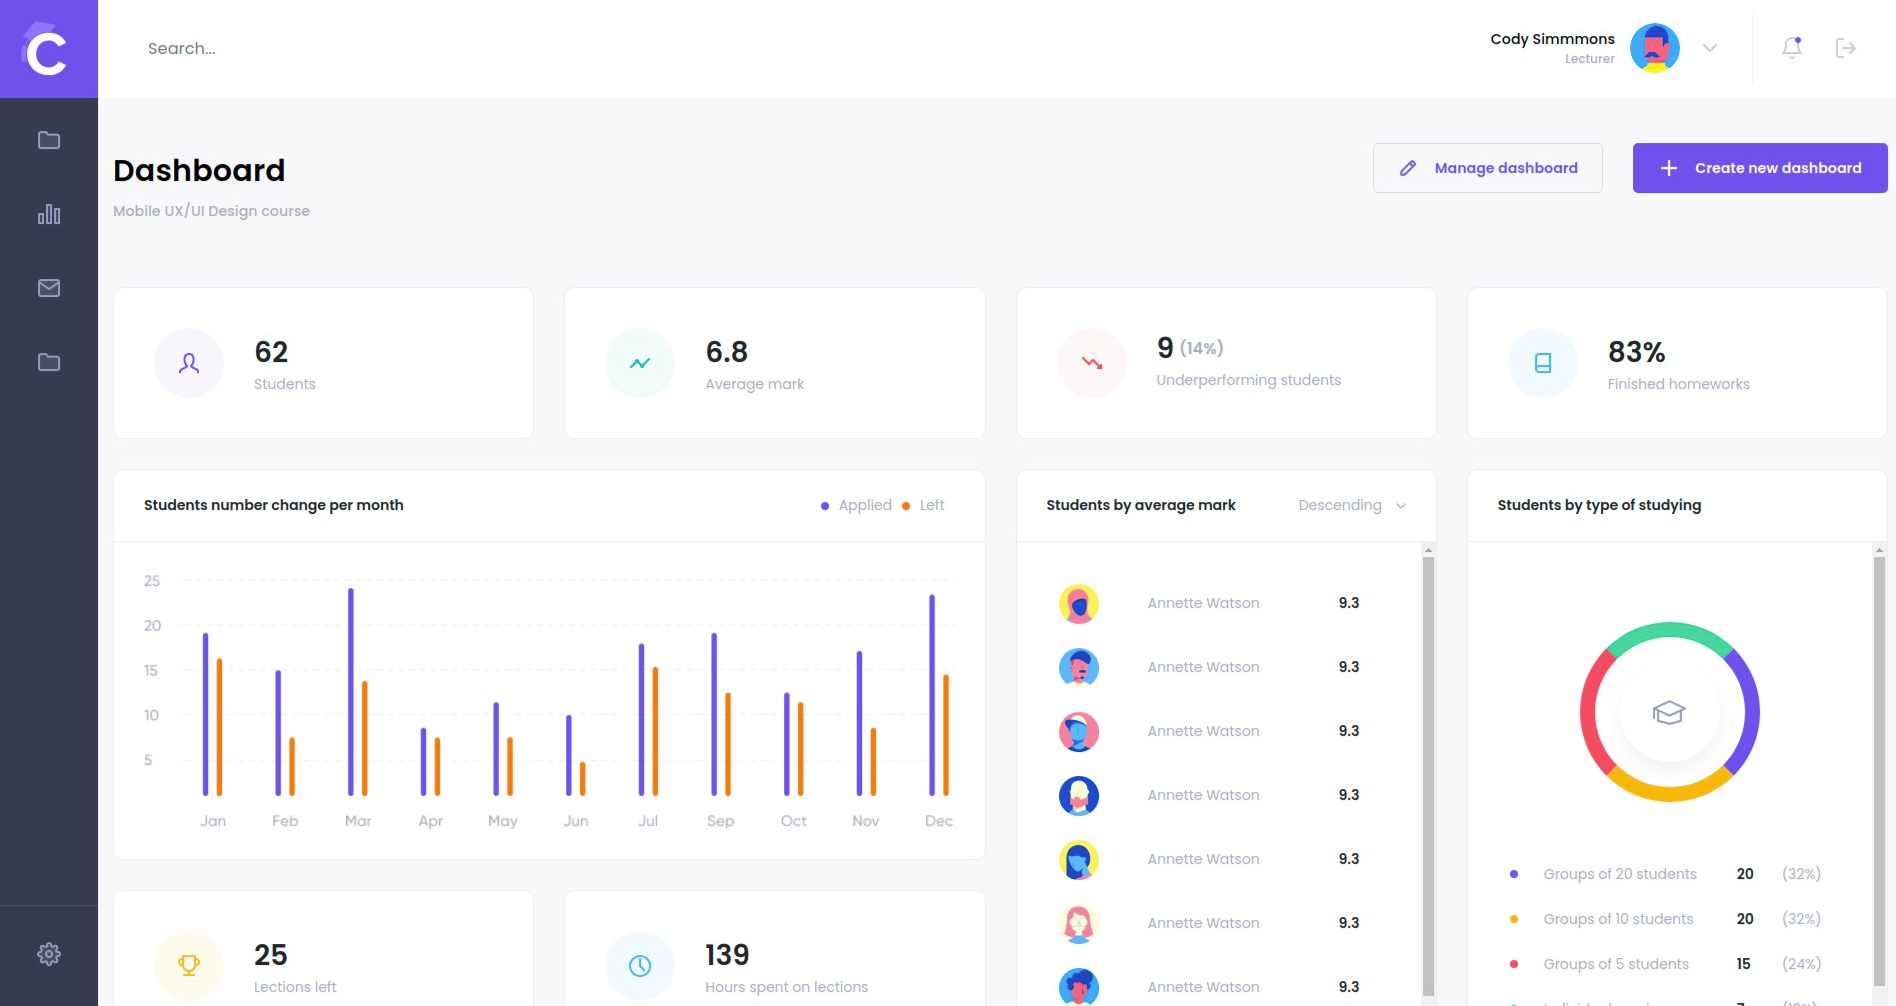 C
Search...
Cody Simmmons
Lecturer
Dashboard
Mobile UX/UI Design course
Manage dashboard
Create new dashboard
62
Students
6.8
Average mark
9 (14%)
Underperforming students
83%
Finished homeworks
Students number change per month
Applied Left
25
20
15
10
5
Jan Feb Mar Apr May Jun Jul Sep Oct Nov Dec
Students by average mark Descending
Annette Watson 9.3
Annette Watson 9.3
Annette Watson 9.3
Annette Watson 9.3
Annette Watson 9.3
Annette Watson 9.3
Annette Watson 9.3
Students by type of studying
Groups of 20 students 20 (32%)
Groups of 10 students 20 (32%)
Groups of 5 students 15 (24%)
25
Lections left
139
Hours spent on lections